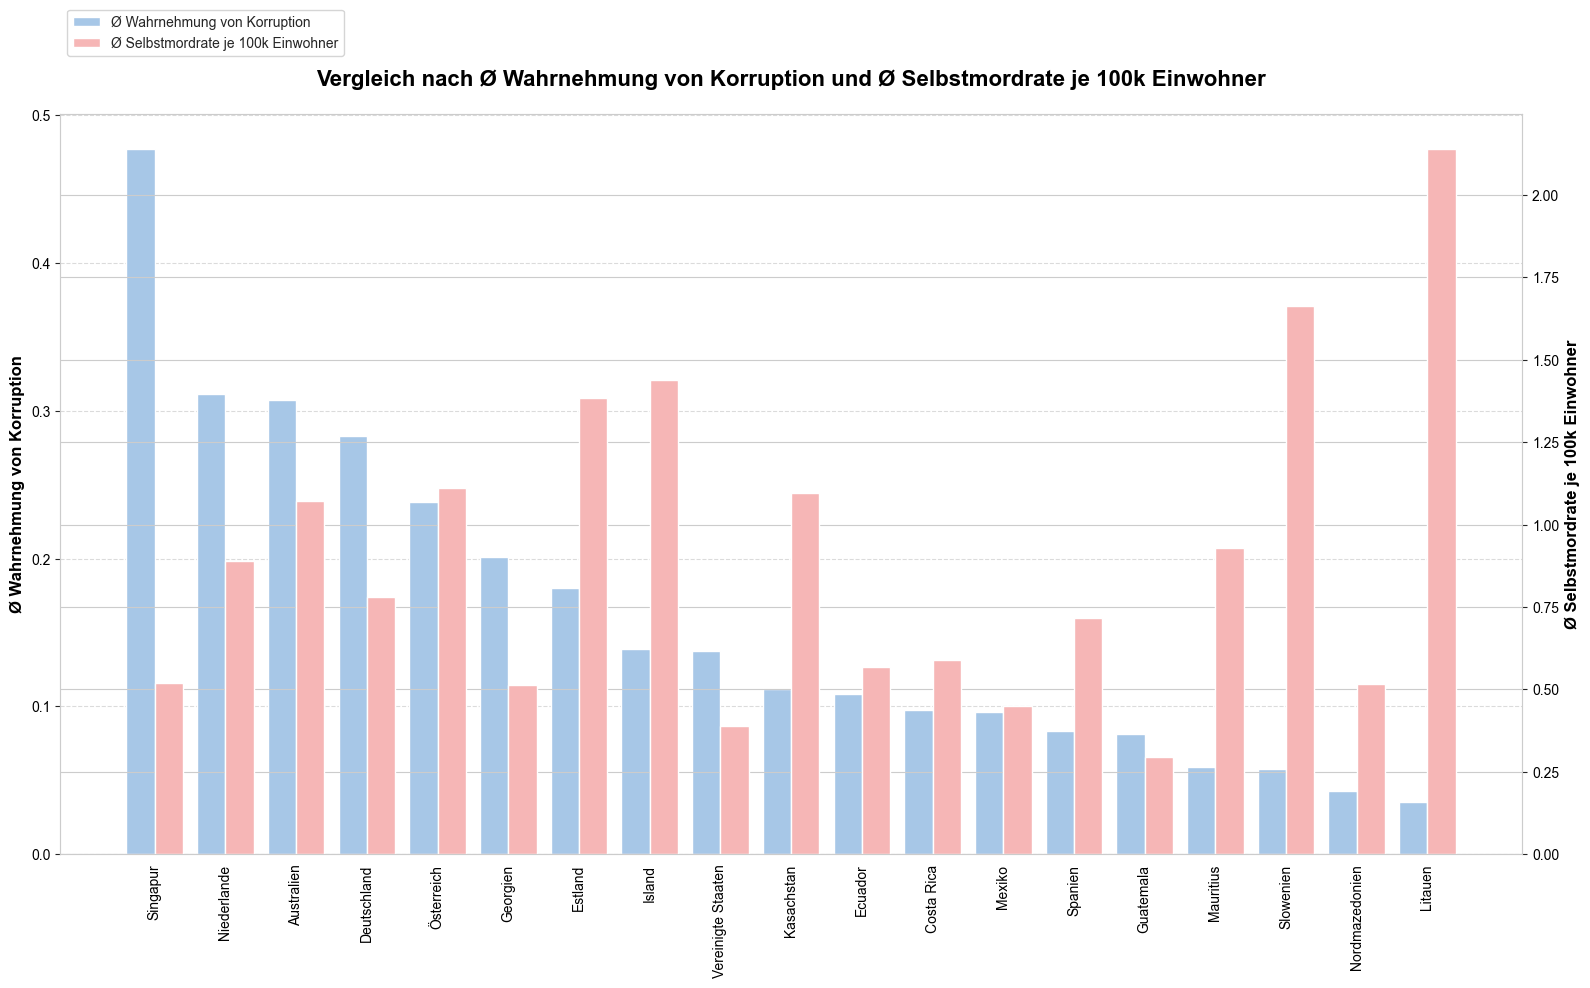 Ø Wahrnehmung von Korruption
Ø Selbstmordrate je 100k Einwohner
Vergleich nach Ø Wahrnehmung von Korruption und Ø Selbstmordrate je 100k Einwohner
Ø Wahrnehmung von Korruption
0.5
0.4
0.3
0.2
0.1
0.0
2.00
1.75
1.50
1.25
1.00
0.75
0.50
0.25
0.00
Ø Selbstmordrate je 100k Einwohner
Singapur
Niederlande
Australien
Deutschland
Österreich
Georgien
Estland
Island
Vereinigte Staaten
Kasachstan
Ecuador
Costa Rica
Mexiko
Spanien
Guatemala
Mauritius
Slowenien
Nordmazedonien
Litauen